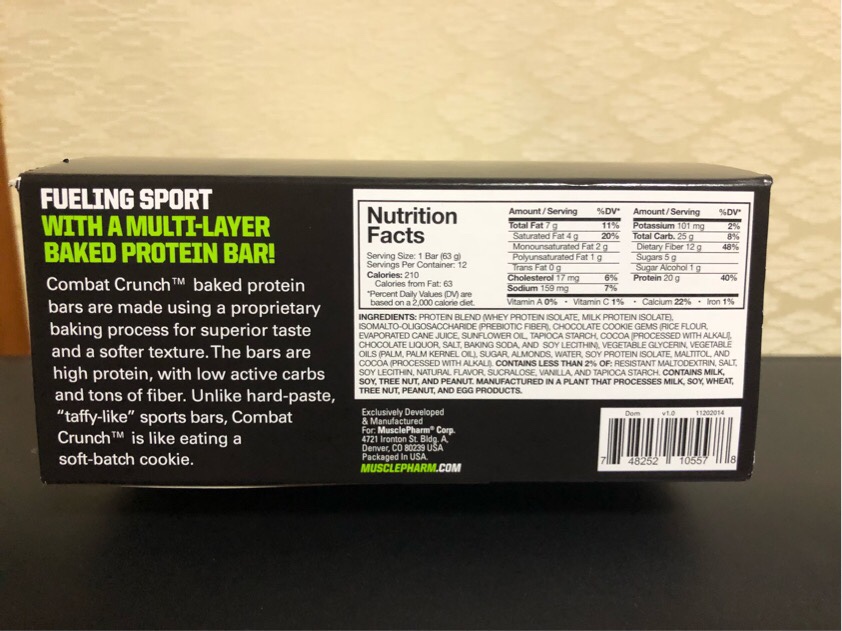 FUELING SPORT
WITH A MULTI-LAYER
BAKED PROTEIN BAR!
Combat Crunch™ baked protein
bars are made using a proprietary
baking process for superior taste
and a softer texture. The bars are
high protein, with low active carbs
and tons of fiber. Unlike hard-paste,
"taffy-like" sports bars, Combat
Crunch™ is like eating a
soft-batch cookie.
Nutrition
Facts
Serving Size: 1 Bar (63 g)
Servings Per Container: 12
Calories: 210
Calories from Fat: 63
*Percent Daily Values (DV) are
based on a 2,000 calorie diet.
Amount / Serving %DV*
Total Fat 7 g 11%
Saturated Fat 4 g 20%
Monounsaturated Fat 2 g
Polyunsaturated Fat 1 g
Trans Fat 0 g
Cholesterol 17 mg 6%
Sodium 159 mg 7%
Amount / Serving %DV*
Potassium 101 mg 2%
Total Carb. 25 g 8%
Dietary Fiber 12 g 48%
Sugars 5 g
Sugar Alcohol 1 g
Protein 20 g 40%
Vitamin A 0% • Vitamin C 1% • Calcium 22% • Iron 1%
INGREDIENTS: PROTEIN BLEND (WHEY PROTEIN ISOLATE, MILK PROTEIN ISOLATE),
ISOMALTO-OLIGOSACCHARIDE (PREBIOTIC FIBER), CHOCOLATE COOKIE GEMS (RICE FLOUR,
EVAPORATED CANE JUICE, SUNFLOWER OIL, TAPIOCA STARCH, COCOA [PROCESSED WITH ALKALI],
CHOCOLATE LIQUOR, SALT, BAKING SODA, AND SOY LECITHIN), VEGETABLE GLYCERIN, VEGETABLE
OILS (PALM, PALM KERNEL OIL), SUGAR, ALMONDS, WATER, SOY PROTEIN ISOLATE, MALTITOL, AND
COCOA (PROCESSED WITH ALKALI). CONTAINS LESS THAN 2% OF: RESISTANT MALTODEXTRIN, SALT,
SOY LECITHIN, NATURAL FLAVOR, SUCRALOSE, VANILLA, AND TAPIOCA STARCH. CONTAINS MILK,
SOY, TREE NUT, AND PEANUT. MANUFACTURED IN A PLANT THAT PROCESSES MILK, SOY, WHEAT,
TREE NUT, PEANUT, AND EGG PRODUCTS.
Exclusively Developed
& Manufactured
For: MusclePharm® Corp.
4721 Ironton St. Bldg. A,
Denver, CO 80239 USA
Packaged In USA.
MUSCLEPHARM.COM
Dom v1.0 11202014
7 48252 10557 8